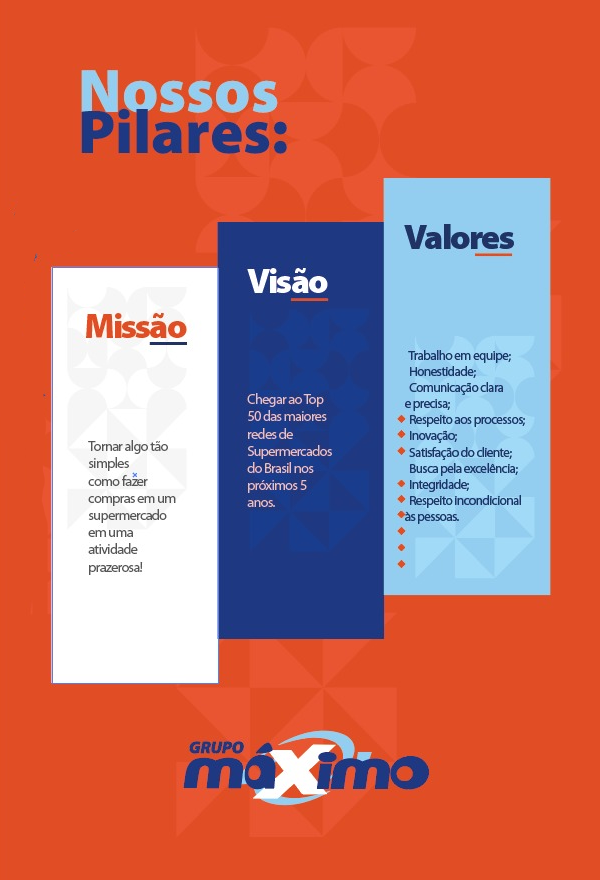 Nossos
Pilares:
Missão
Tornar algo tão
simples
como fazer
compras em um
supermercado
em uma
atividade
prazerosa!
Visão
Chegar ao Top
50 das maiores
redes de
Supermercados
do Brasil nos
próximos 5
anos.
Valores
Trabalho em equipe;
Honestidade;
Comunicação clara
e precisa;
Respeito aos processos;
Inovação;
Satisfação do cliente;
Busca pela excelência;
Integridade;
Respeito incondicional
às pessoas.
GRUPO
máximo